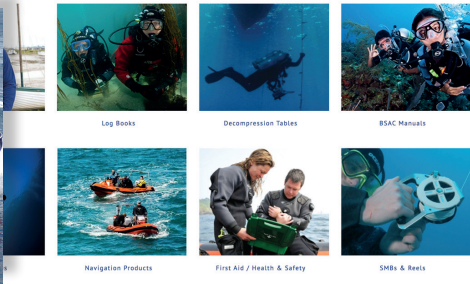 Log Books
Decompression Tables
BSAC Manuals
s
Navigation Products
First Aid / Health & Safety
SMBs & Reels